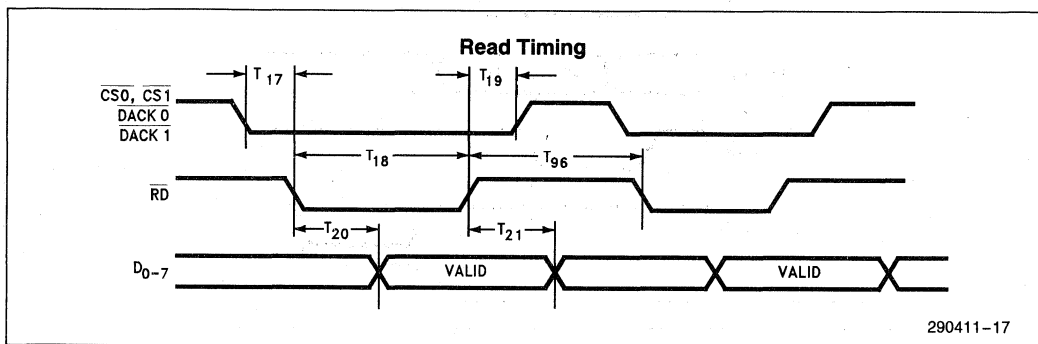 Read Timing
T17
T19
CS0, CS1
DACK 0
DACK 1
T18
T96
RD
T20
T21
D0-7
VALID
VALID
290411-17